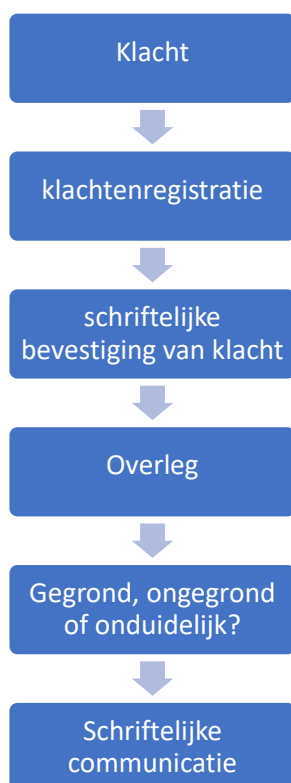 Klacht
klachtenregistratie
schriftelijke
bevestiging van klacht
Overleg
Gegrond, ongegrond
of onduidelijk?
Schriftelijke
communicatie